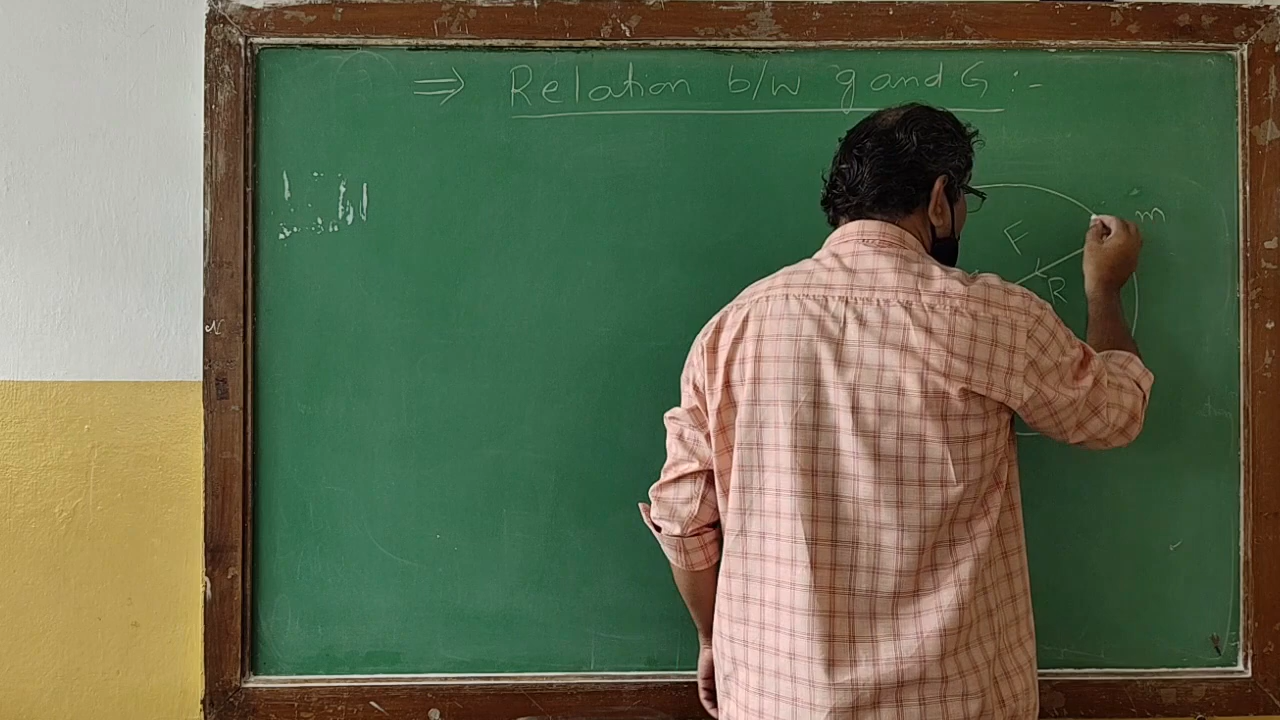 ⇒ Relation b/w g and G :-
m
F
R